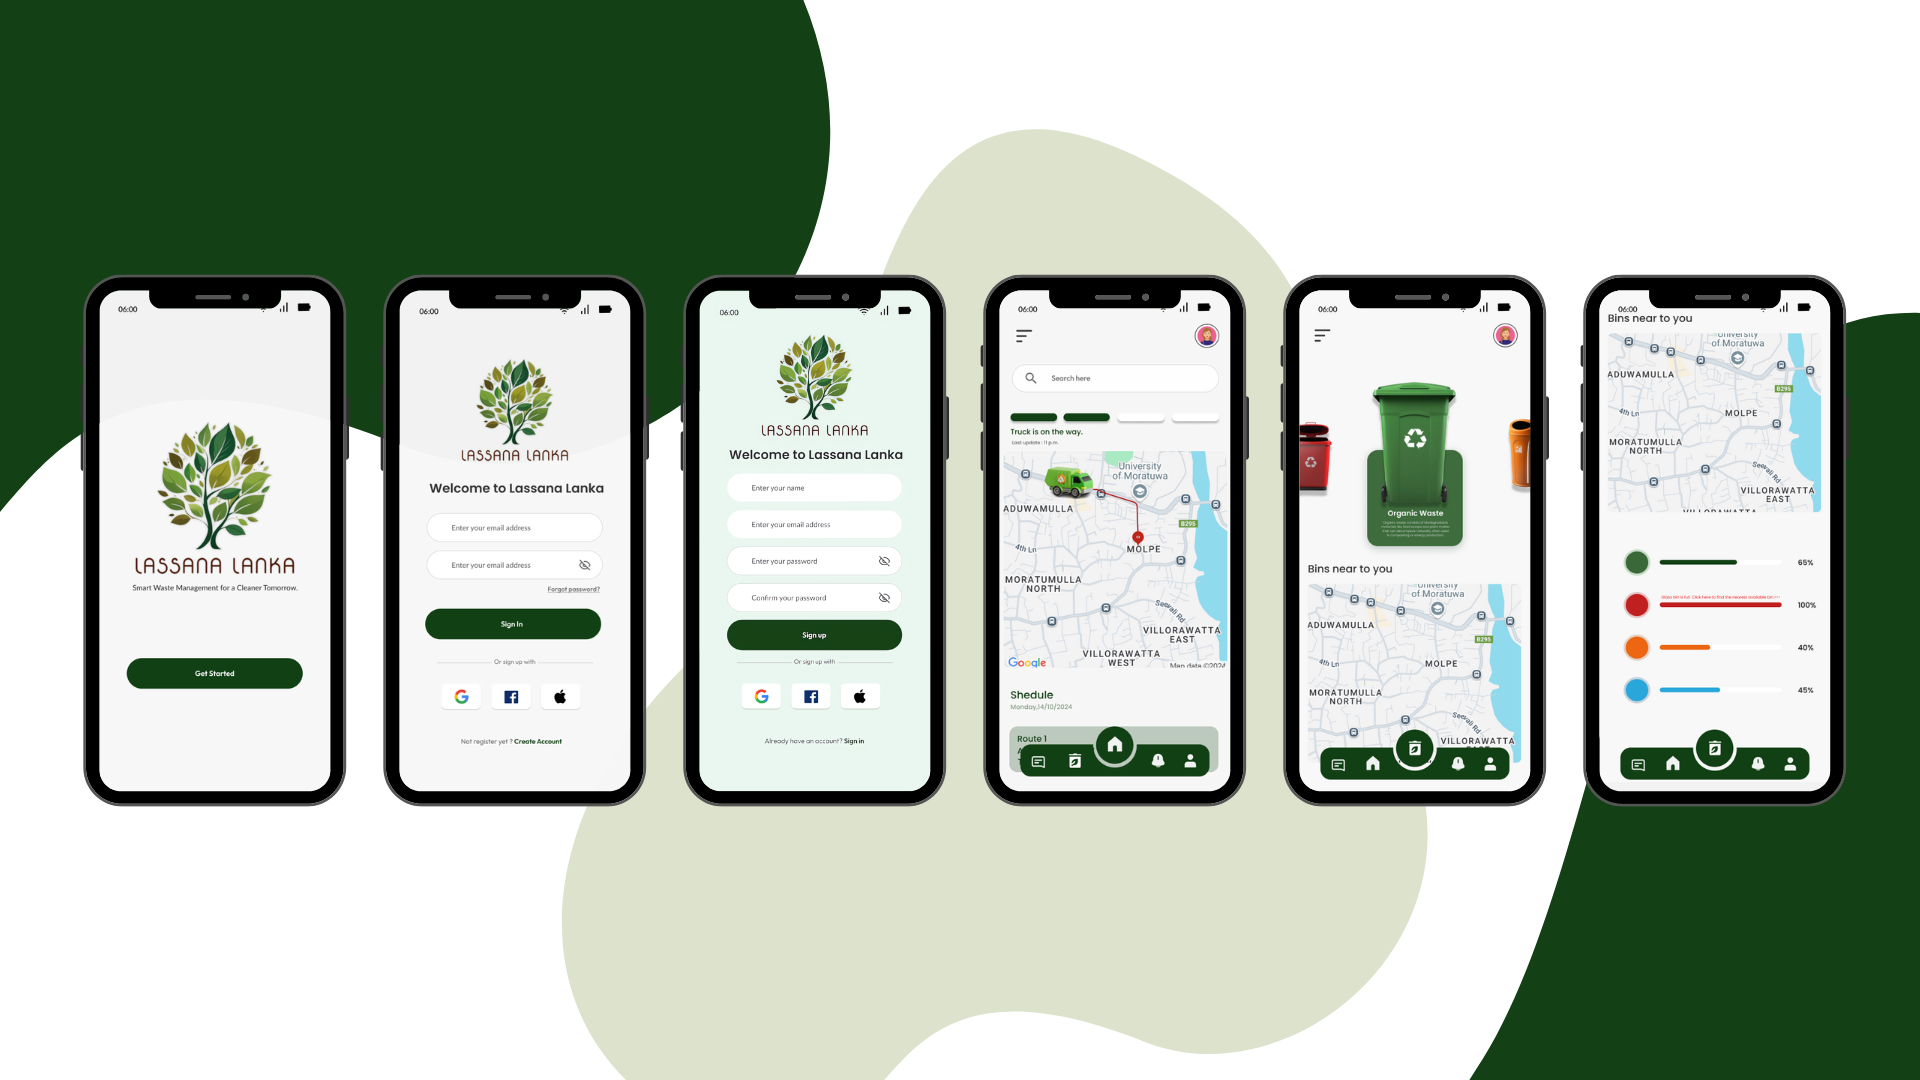 06:00
LASSANA LANKA
Smart Waste Management for a Cleaner Tomorrow.
Get Started
06:00
LASSANA LANKA
Welcome to Lassana Lanka
Enter your email address
Enter your email address
Forgot password?
Sign In
Or sign up with
Not register yet ? Create Account
06:00
LASSANA LANKA
Welcome to Lassana Lanka
Enter your name
Enter your email address
Enter your password
Confirm your password
Sign up
Or sign up with
Already have an account? Sign in
06:00
Search here
Truck is on the way.
Last update : 11 p.m.
University
of Moratuwa
ADUWAMULLA
B295
4th Ln
MOLPE
MORATUMULLA
NORTH
Seevali Rd
VILLORAWATTA
EAST
VILLORAWATTA
WEST
Google
Map data ©2024
Shedule
Monday,14/10/2024
Route 1
06:00
Organic Waste
Bins near to you
University
of Moratuwa
ADUWAMULLA
B295
4th Ln
MOLPE
MORATUMULLA
NORTH
Seevali Rd
VILLORAWATTA
06:00
Bins near to you
University
of Moratuwa
ADUWAMULLA
B295
4th Ln
MOLPE
MORATUMULLA
NORTH
Seevali Rd
VILLORAWATTA
EAST
VILLORAWATTA
65%
100%
40%
45%